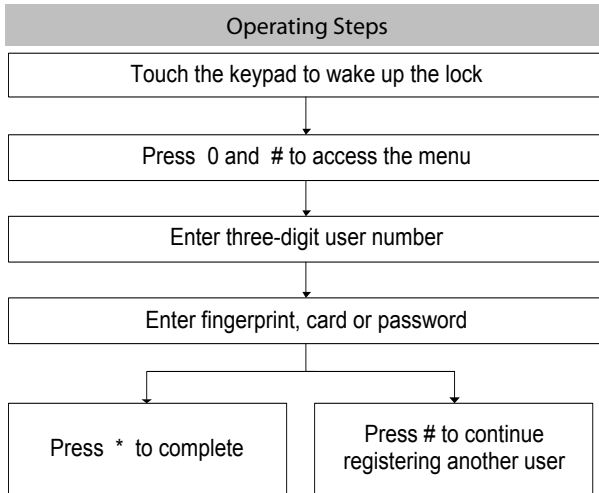 Operating Steps
Touch the keypad to wake up the lock
Press 0 and # to access the menu
Enter three-digit user number
Enter fingerprint, card or password
Press * to complete
Press # to continue
registering another user